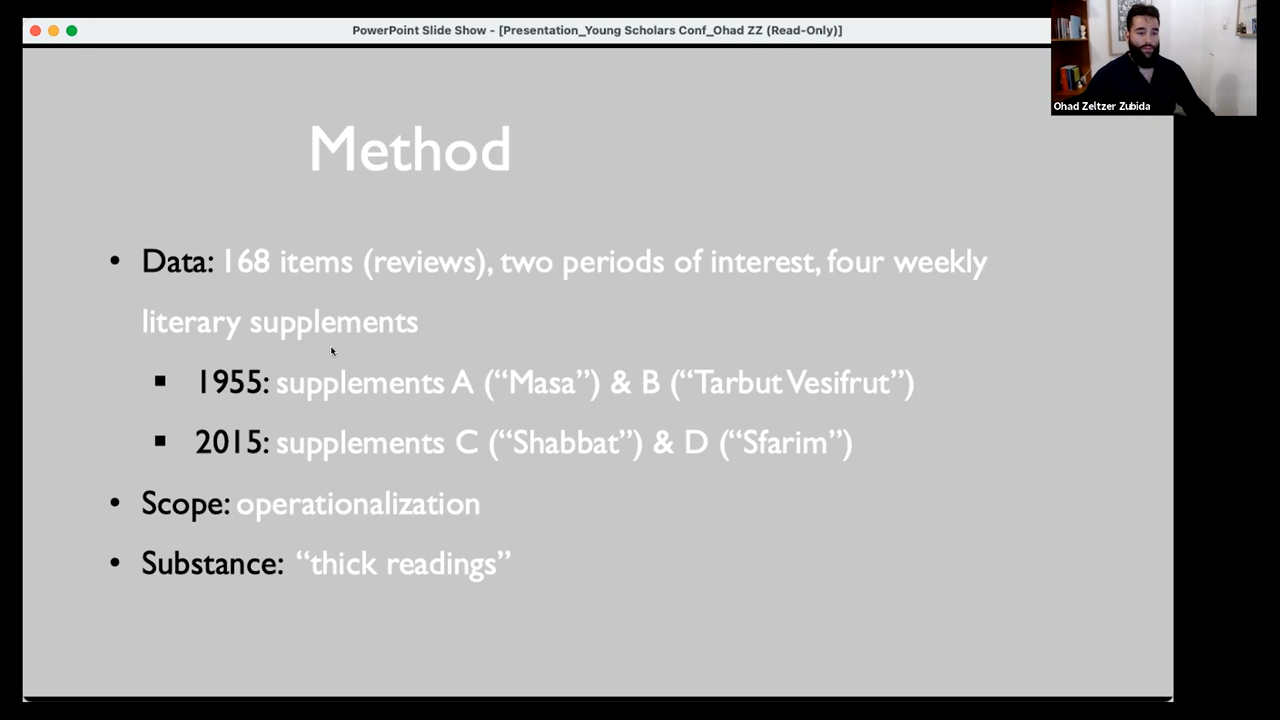 PowerPoint Slide Show - [Presentation_Young Scholars Conf_Ohad ZZ (Read-Only)]
Ohad Zeltzer Zubida
Method
• Data: 168 items (reviews), two periods of interest, four weekly
literary supplements
▪ 1955: supplements A (“Masa”) & B (“Tarbut Vesifrut”)
▪ 2015: supplements C (“Shabbat”) & D (“Sfarim”)
• Scope: operationalization
• Substance: “thick readings”